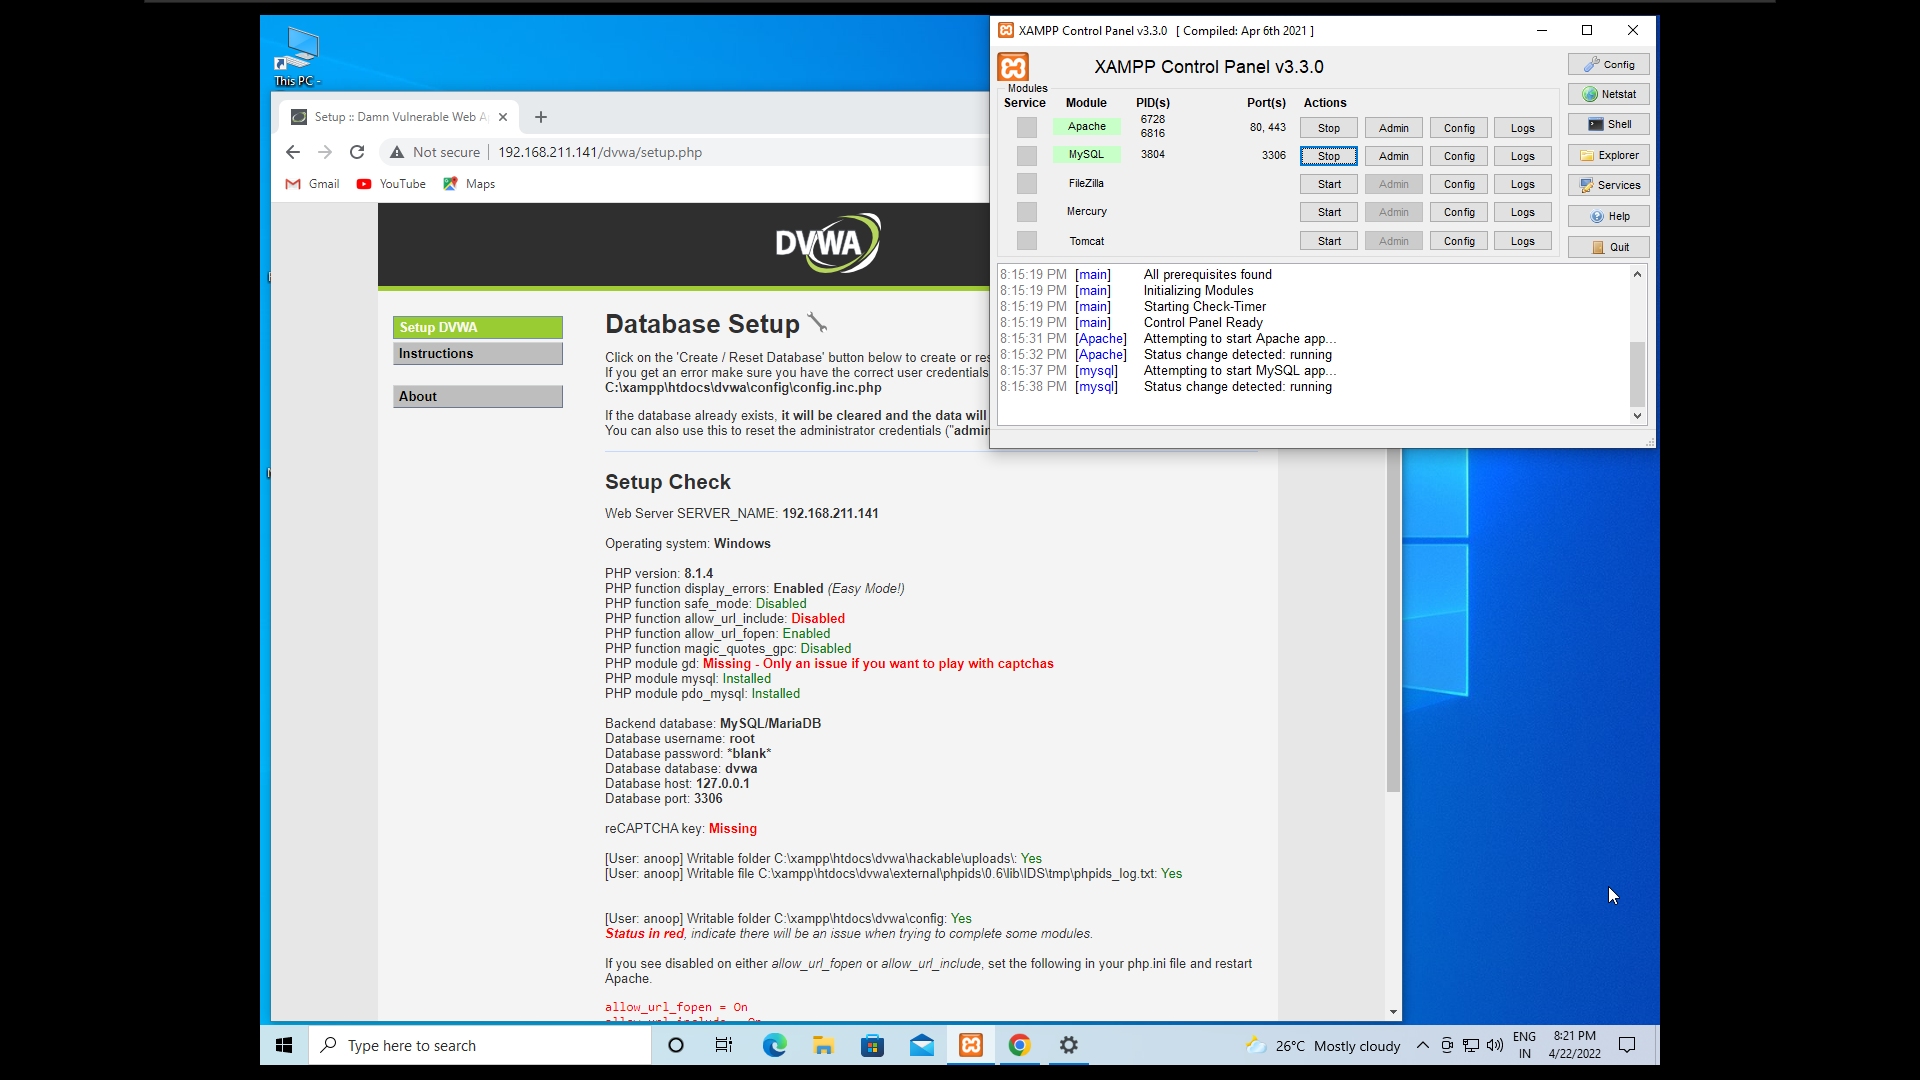 This PC -
Setup :: Damn Vulnerable Web A
Not secure
192.168.211.141/dvwa/setup.php
Gmail
YouTube
Maps
DVWA
Setup DVWA
Instructions
About
Database Setup
Click on the 'Create / Reset Database' button below to create or res
If you get an error make sure you have the correct user credentials
C:\xampp\htdocs\dvwa\config\config.inc.php
If the database already exists, it will be cleared and the data will
You can also use this to reset the administrator credentials ("admin
Setup Check
Web Server SERVER_NAME: 192.168.211.141
Operating system: Windows
PHP version: 8.1.4
PHP function display_errors: Enabled (Easy Mode!)
PHP function safe_mode: Disabled
PHP function allow_url_include: Disabled
PHP function allow_url_fopen: Enabled
PHP function magic_quotes_gpc: Disabled
PHP module gd: Missing - Only an issue if you want to play with captchas
PHP module mysql: Installed
PHP module pdo_mysql: Installed
Backend database: MySQL/MariaDB
Database username: root
Database password: *blank*
Database database: dvwa
Database host: 127.0.0.1
Database port: 3306
reCAPTCHA key: Missing
[User: anoop] Writable folder C:\xampp\htdocs\dvwa\hackable\uploads\: Yes
[User: anoop] Writable file C:\xampp\htdocs\dvwa\external\phpids\0.6\lib\IDS\tmp\phpids_log.txt: Yes
[User: anoop] Writable folder C:\xampp\htdocs\dvwa\config: Yes
Status in red, indicate there will be an issue when trying to complete some modules.
If you see disabled on either allow_url_fopen or allow_url_include, set the following in your php.ini file and restart
Apache.
allow_url_fopen = On
allow_url_include = On
XAMPP Control Panel v3.3.0 [ Compiled: Apr 6th 2021 ]
XAMPP Control Panel v3.3.0
Modules
Service Module PID(s) Port(s) Actions
Apache 6728 6816 80, 443 Stop Admin Config Logs
MySQL 3804 3306 Stop Admin Config Logs
FileZilla Start Admin Config Logs
Mercury Start Admin Config Logs
Tomcat Start Admin Config Logs
Config
Netstat
Shell
Explorer
Services
Help
Quit
8:15:19 PM [main] All prerequisites found
8:15:19 PM [main] Initializing Modules
8:15:19 PM [main] Starting Check-Timer
8:15:19 PM [main] Control Panel Ready
8:15:31 PM [Apache] Attempting to start Apache app...
8:15:32 PM [Apache] Status change detected: running
8:15:37 PM [mysql] Attempting to start MySQL app...
8:15:38 PM [mysql] Status change detected: running
Type here to search
26°C Mostly cloudy
ENG
IN
8:21 PM
4/22/2022